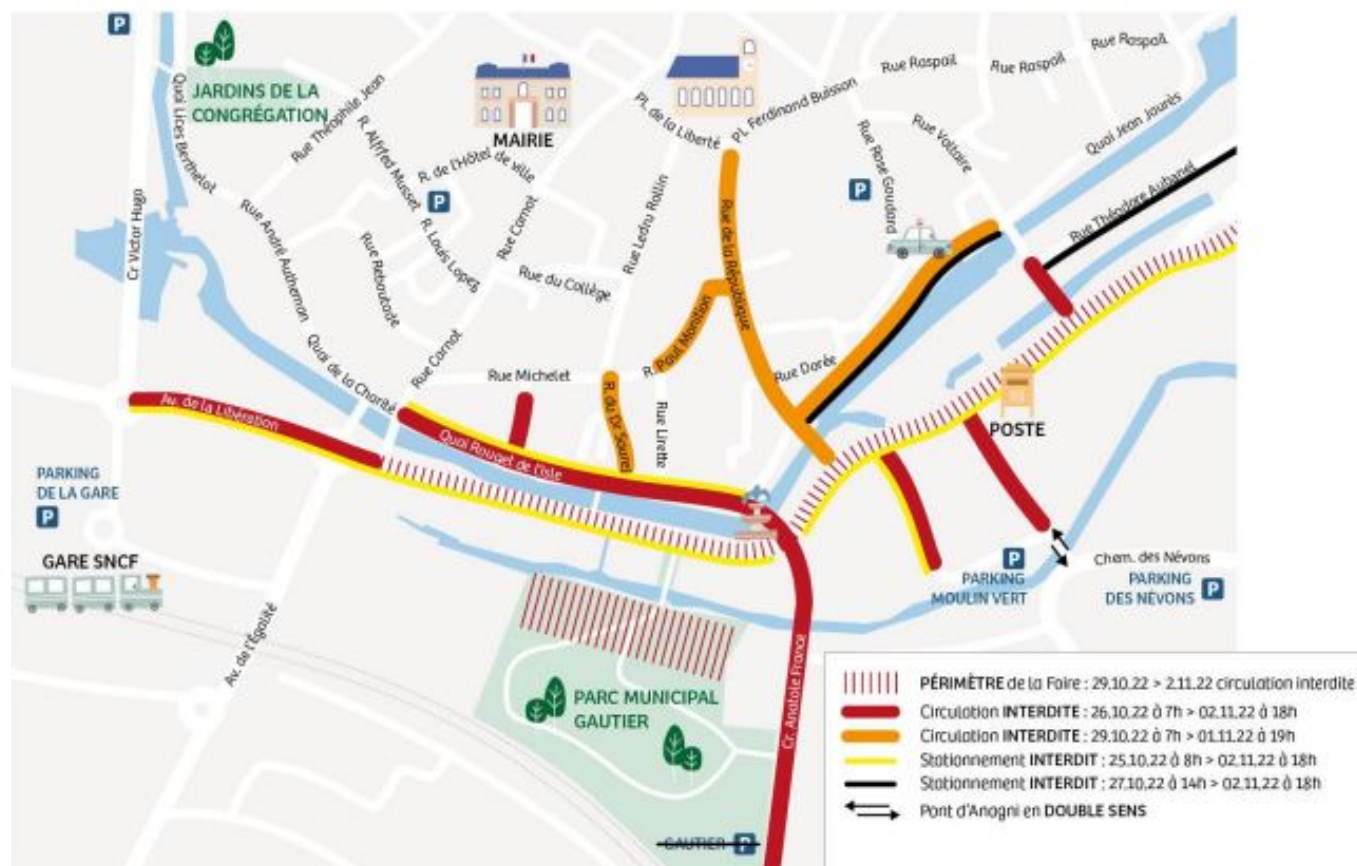 P
JARDINS DE LA
CONGRÉGATION
Quai Lices Berthelot
Rue Théophile Jean
R. Alfred Musset
MAIRIE
R. de l'Hôtel de ville
P
Pl. de la Liberté
Pl. Ferdinand Buisson
Rue Raspail
Rue Raspail
Rue Raspail
Rue Voltaire
Quai Jean Jaurès
Rue Rose Goudard
P
Rue Théodore Aubanel
Cr Victor Hugo
Rue André Autheman
Rue Reboutade
R. Louis Lopez
Rue Carnot
Rue Ledru Rollin
Rue du Collège
Rue de la République
R. Paul Monition
Rue Dorée
Quai de la Charité
Rue Carnot
Rue Michelet
R. du Dr Sourel
Rue Lirette
Av. de la Libération
Quai Rouget de l'Isle
POSTE
PARKING
DE LA GARE
P
GARE SNCF
Av. de l'Égalité
P
PARKING
MOULIN VERT
Chem. des Névons
PARKING
DES NÉVONS
P
PARC MUNICIPAL
GAUTIER
Cr. Anatole France
GAUTIER
P
PÉRIMÈTRE de la Foire : 29.10.22 > 2.11.22 circulation interdite
Circulation INTERDITE : 26.10.22 à 7h > 02.11.22 à 18h
Circulation INTERDITE : 29.10.22 à 7h > 01.11.22 à 19h
Stationnement INTERDIT : 25.10.22 à 8h > 02.11.22 à 18h
Stationnement INTERDIT : 27.10.22 à 14h > 02.11.22 à 18h
Pont d'Anagni en DOUBLE SENS